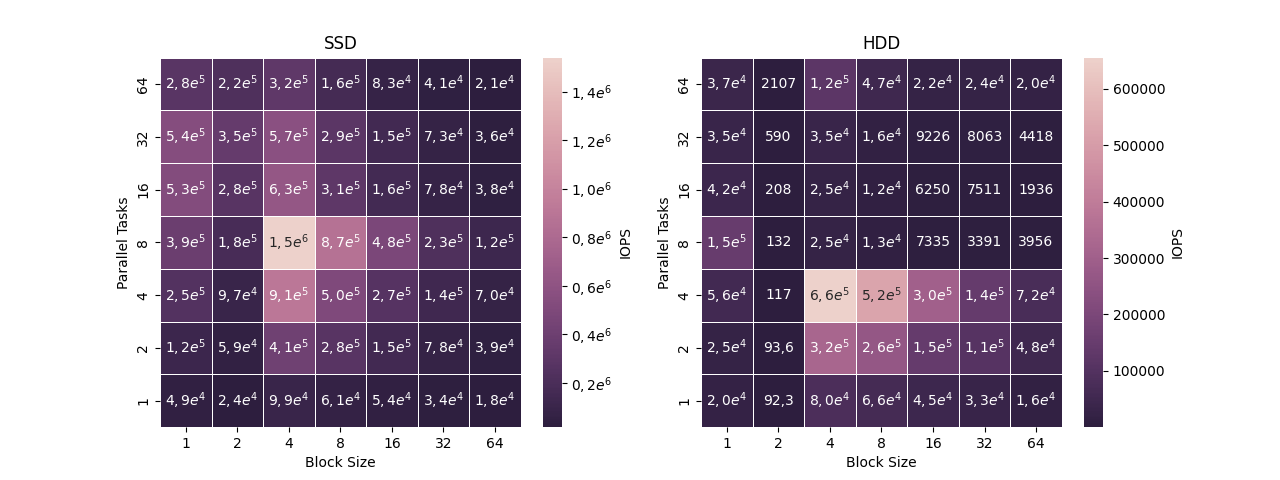 SSD
HDD
64 2,8e⁵ 2,2e⁵ 3,2e⁵ 1,6e⁵ 8,3e⁴ 4,1e⁴ 2,1e⁴
32 5,4e⁵ 3,5e⁵ 5,7e⁵ 2,9e⁵ 1,5e⁵ 7,3e⁴ 3,6e⁴
16 5,3e⁵ 2,8e⁵ 6,3e⁵ 3,1e⁵ 1,6e⁵ 7,8e⁴ 3,8e⁴
8 3,9e⁵ 1,8e⁵ 1,5e⁶ 8,7e⁵ 4,8e⁵ 2,3e⁵ 1,2e⁵
4 2,5e⁵ 9,7e⁴ 9,1e⁵ 5,0e⁵ 2,7e⁵ 1,4e⁵ 7,0e⁴
2 1,2e⁵ 5,9e⁴ 4,1e⁵ 2,8e⁵ 1,5e⁵ 7,8e⁴ 3,9e⁴
1 4,9e⁴ 2,4e⁴ 9,9e⁴ 6,1e⁴ 5,4e⁴ 3,4e⁴ 1,8e⁴
1 2 4 8 16 32 64
Block Size
Parallel Tasks
1,4e⁶
1,2e⁶
1,0e⁶
0,8e⁶
0,6e⁶
0,4e⁶
0,2e⁶
IOPS
64 3,7e⁴ 2107 1,2e⁵ 4,7e⁴ 2,2e⁴ 2,4e⁴ 2,0e⁴
32 3,5e⁴ 590 3,5e⁴ 1,6e⁴ 9226 8063 4418
16 4,2e⁴ 208 2,5e⁴ 1,2e⁴ 6250 7511 1936
8 1,5e⁵ 132 2,5e⁴ 1,3e⁴ 7335 3391 3956
4 5,6e⁴ 117 6,6e⁵ 5,2e⁵ 3,0e⁵ 1,4e⁵ 7,2e⁴
2 2,5e⁴ 93,6 3,2e⁵ 2,6e⁵ 1,5e⁵ 1,1e⁵ 4,8e⁴
1 2,0e⁴ 92,3 8,0e⁴ 6,6e⁴ 4,5e⁴ 3,3e⁴ 1,6e⁴
1 2 4 8 16 32 64
Block Size
Parallel Tasks
600000
500000
400000
300000
200000
100000
IOPS